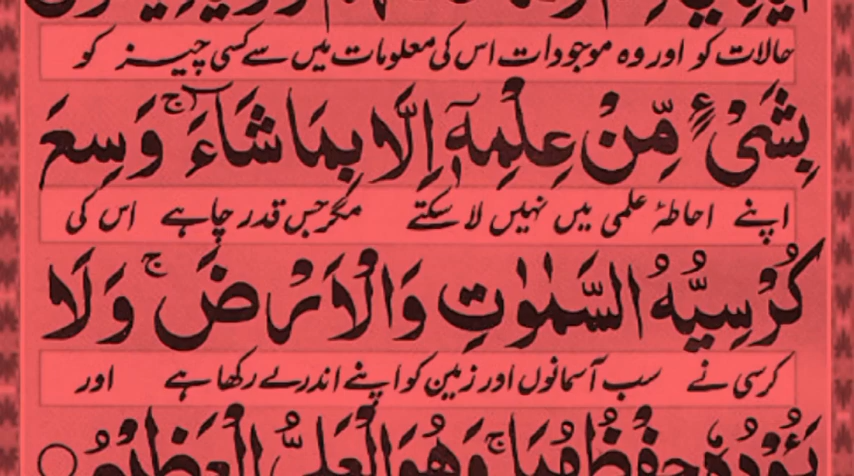 حالات کو اور وہ موجودات اس کی معلومات میں سے کسی چیز کو
بِشَیْءٍ مِّنْ عِلْمِهٖۤ اِلَّا بِمَا شَآءَ ۚ وَسِعَ
اپنے احاطۂ علمی میں نہیں لا سکتے مگر جس قدر چاہے اس کی
كُرْسِیُّهُ السَّمٰوٰتِ وَالْاَرْضَ ۚ وَلَا
کرسی نے سب آسمانوں اور زمین کو اپنے اندر لے رکھا ہے اور
یَـُٔوْدُهٗ حِفْظُهُمَا ۚ وَهُوَ الْعَلِیُّ الْعَظِیْمُ